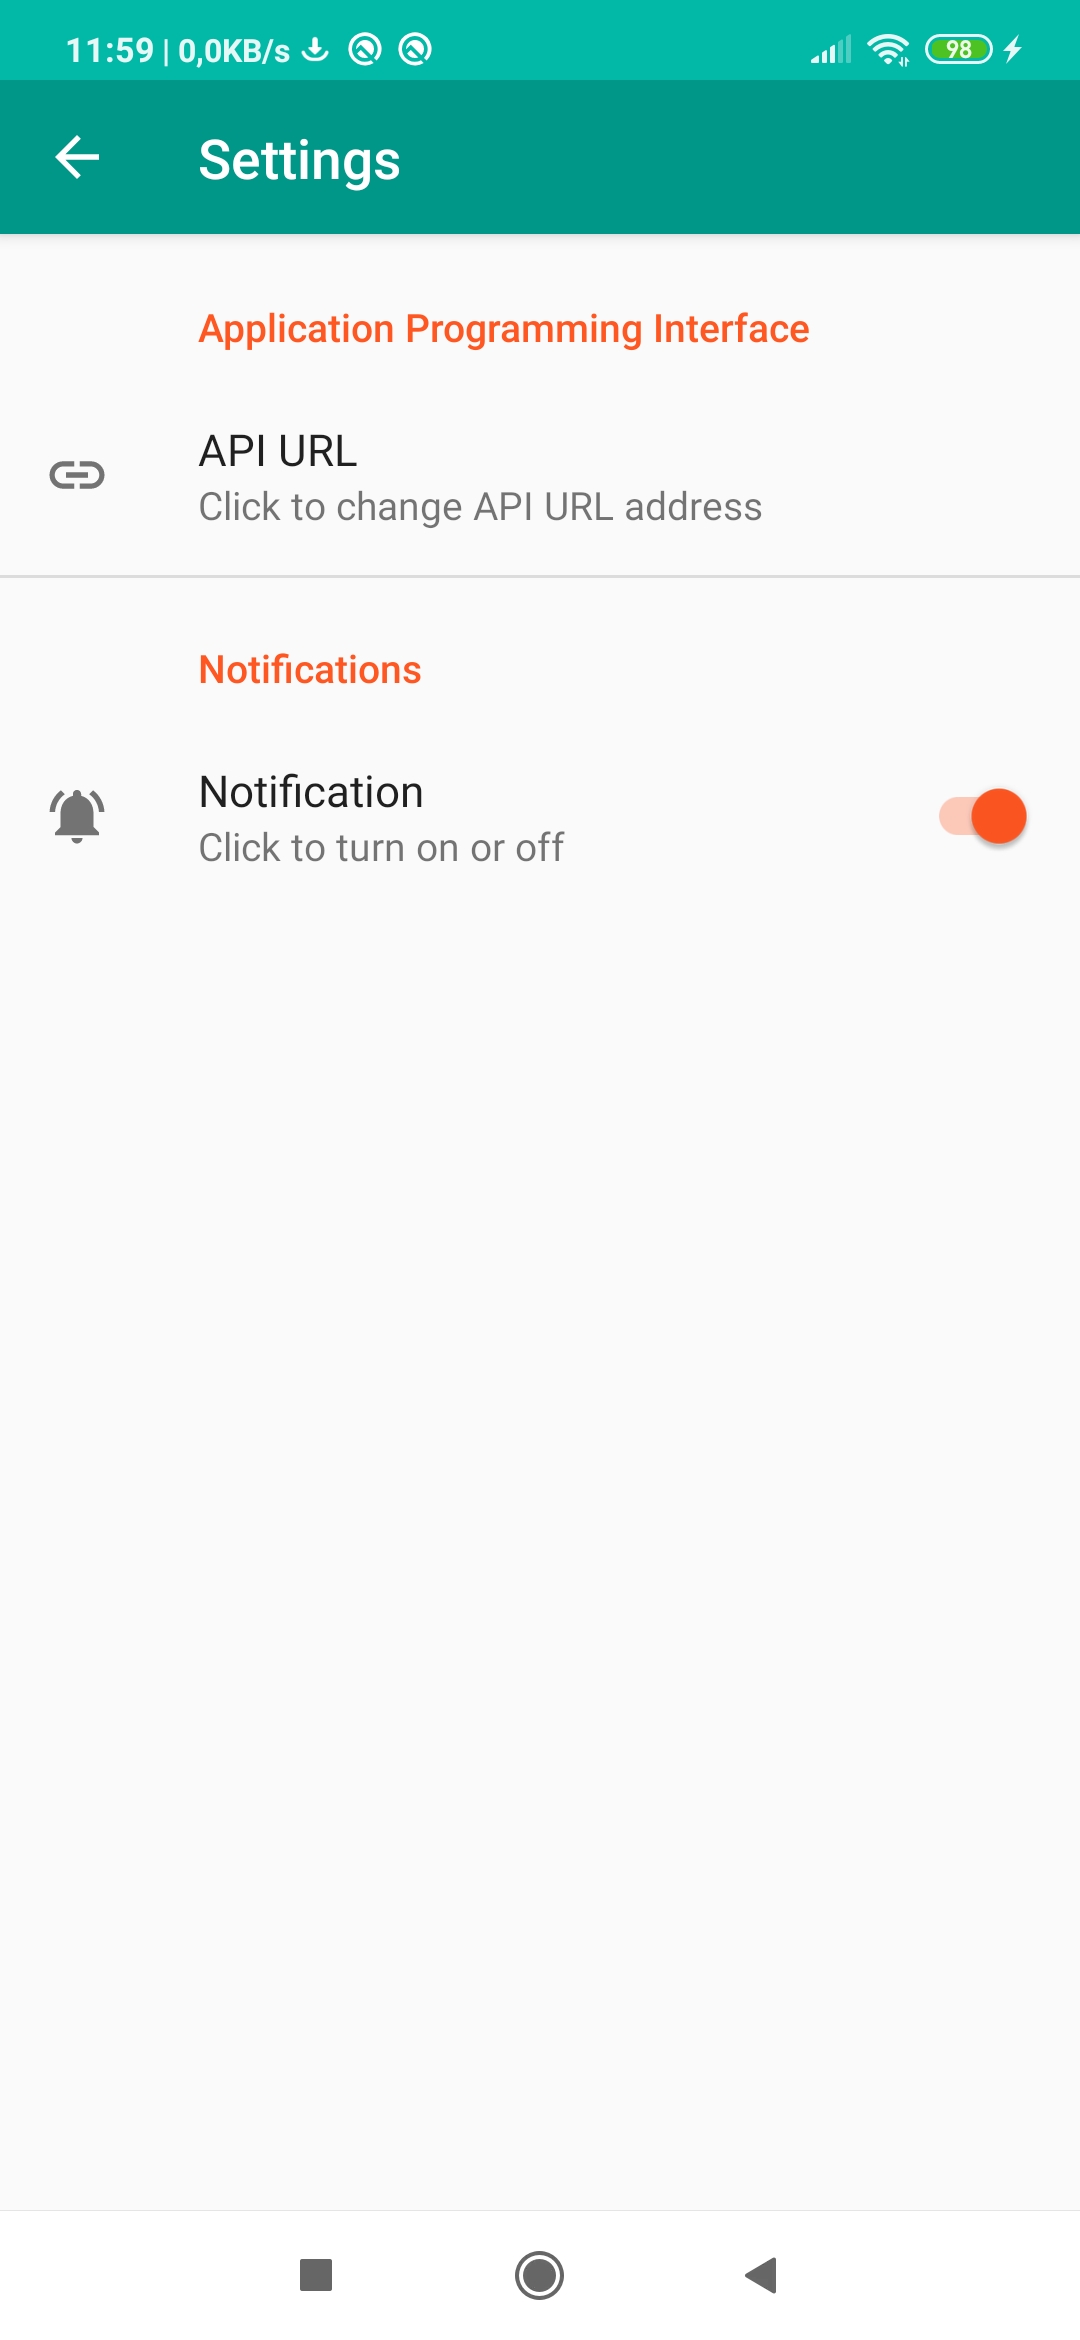 11:59 | 0,0KB/s
98
Settings
Application Programming Interface
API URL
Click to change API URL address
Notifications
Notification
Click to turn on or off